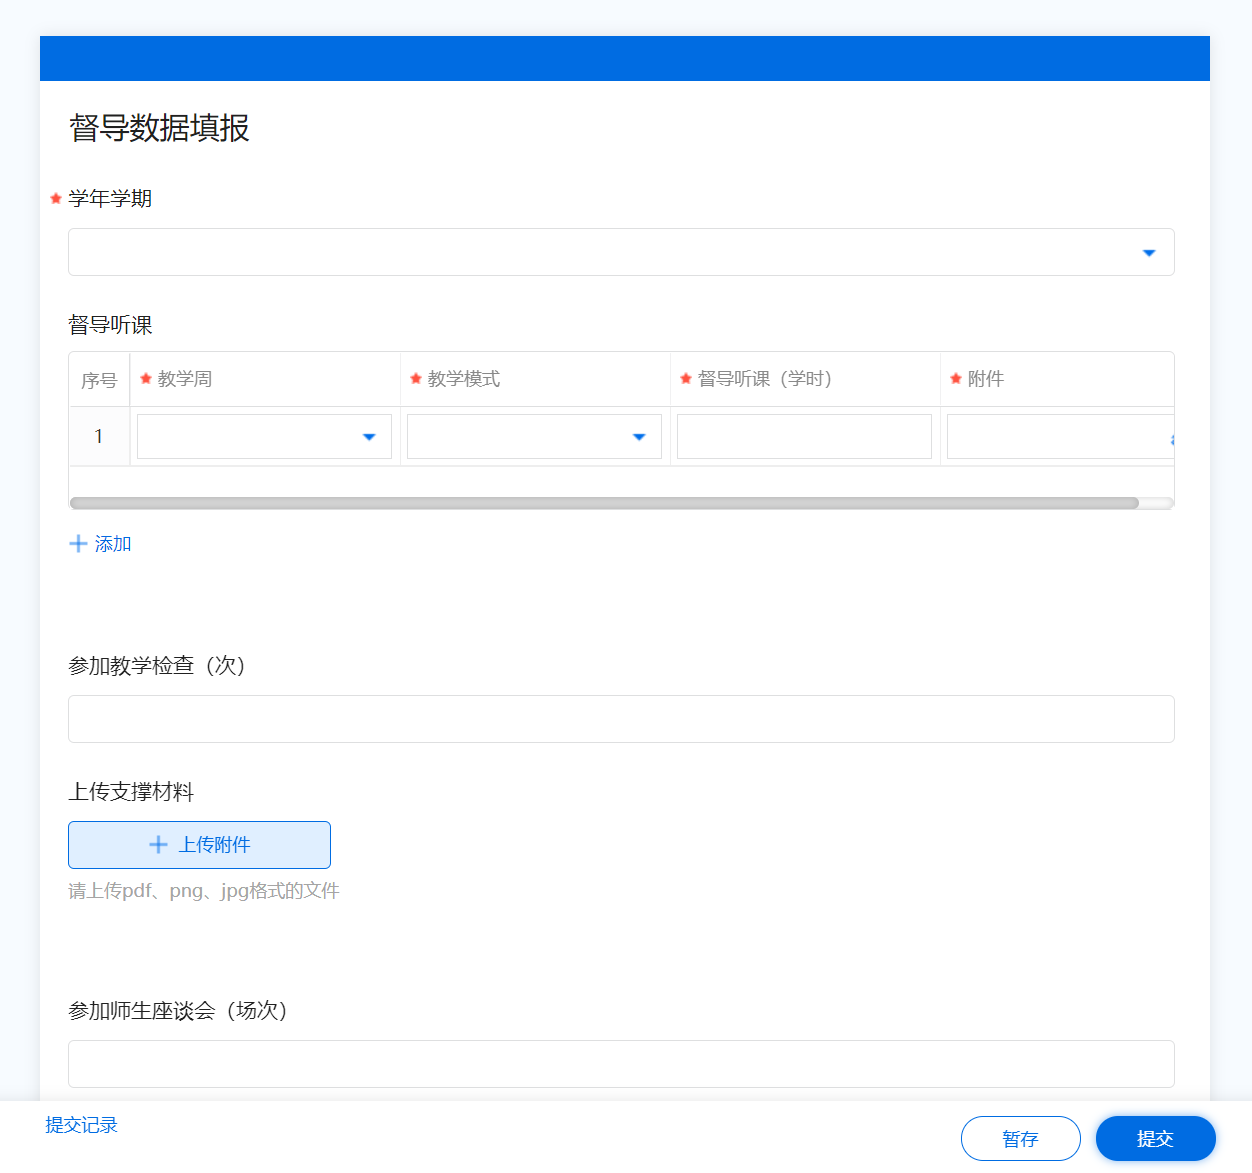 督导数据填报
学年学期
督导听课
序号 教学周 教学模式 督导听课（学时） 附件
1
添加
参加教学检查（次）
上传支撑材料
上传附件
请上传pdf、png、jpg格式的文件
参加师生座谈会（场次）
提交记录 暂存 提交